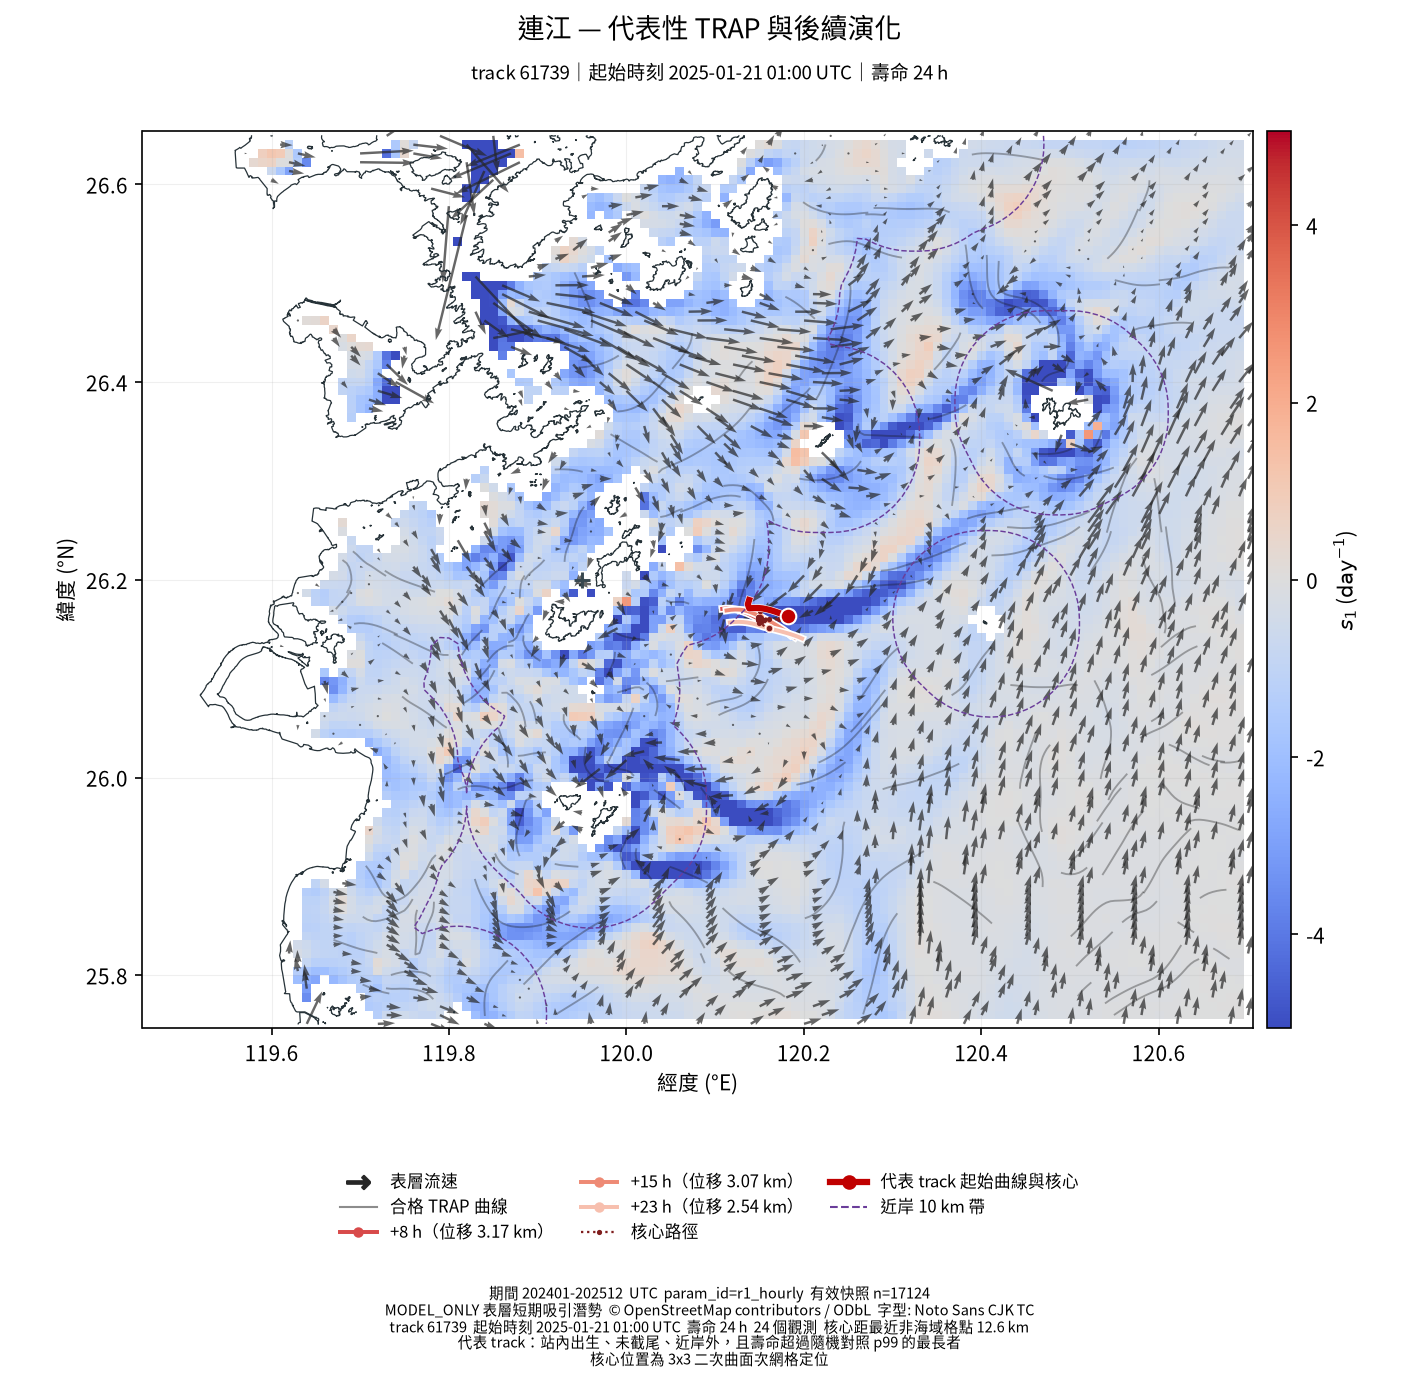 連江 — 代表性 TRAP 與後續演化
track 61739｜起始時刻 2025-01-21 01:00 UTC｜壽命 24 h
26.6
26.4
26.2
26.0
25.8
緯度 (°N)
119.6
119.8
120.0
120.2
120.4
120.6
經度 (°E)
4
2
0
-2
-4
s₁ (day⁻¹)
表層流速
合格 TRAP 曲線
+8 h（位移 3.17 km）
+15 h（位移 3.07 km）
+23 h（位移 2.54 km）
核心路徑
代表 track 起始曲線與核心
近岸 10 km 帶
期間 202401-202512 UTC param_id=r1_hourly 有效快照 n=17124
MODEL_ONLY 表層短期吸引潛勢 © OpenStreetMap contributors / ODbL 字型: Noto Sans CJK TC
track 61739 起始時刻 2025-01-21 01:00 UTC 壽命 24 h 24 個觀測 核心距最近非海域格點 12.6 km
代表 track：站內出生、未截尾、近岸外，且壽命超過隨機對照 p99 的最長者
核心位置為 3x3 二次曲面次網格定位